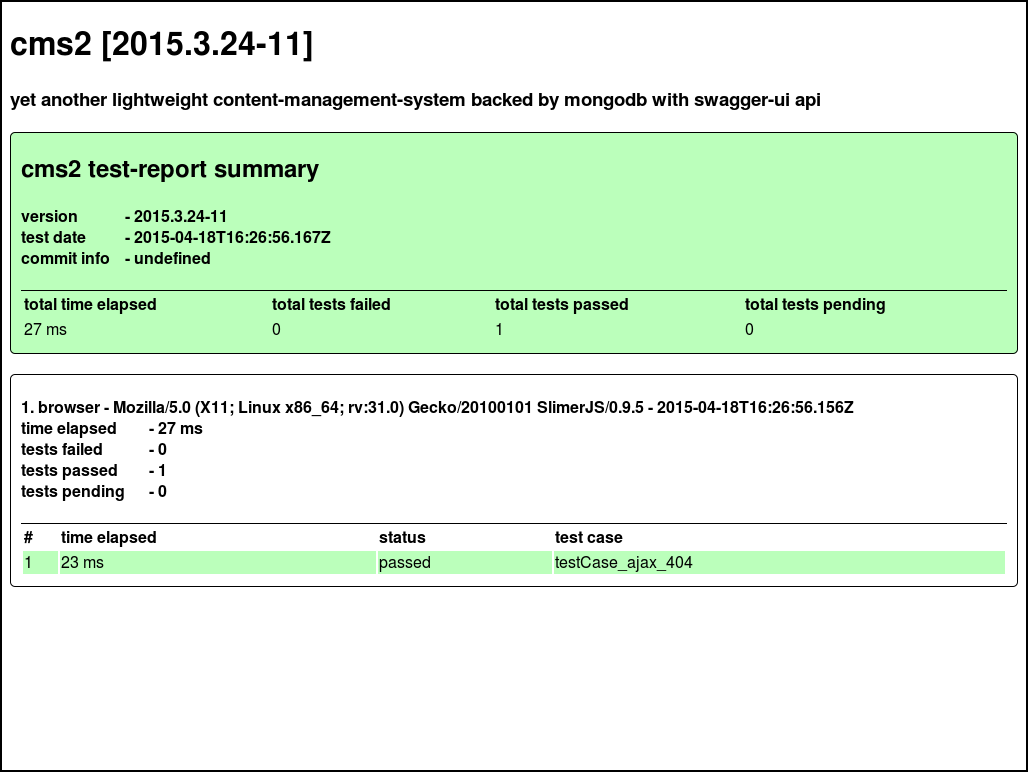 cms2 [2015.3.24-11]
yet another lightweight content-management-system backed by mongodb with swagger-ui api
cms2 test-report summary
version - 2015.3.24-11
test date - 2015-04-18T16:26:56.167Z
commit info - undefined
total time elapsed total tests failed total tests passed total tests pending
27 ms 0 1 0
1. browser - Mozilla/5.0 (X11; Linux x86_64; rv:31.0) Gecko/20100101 SlimerJS/0.9.5 - 2015-04-18T16:26:56.156Z
time elapsed - 27 ms
tests failed - 0
tests passed - 1
tests pending - 0
# time elapsed status test case
1 23 ms passed testCase_ajax_404